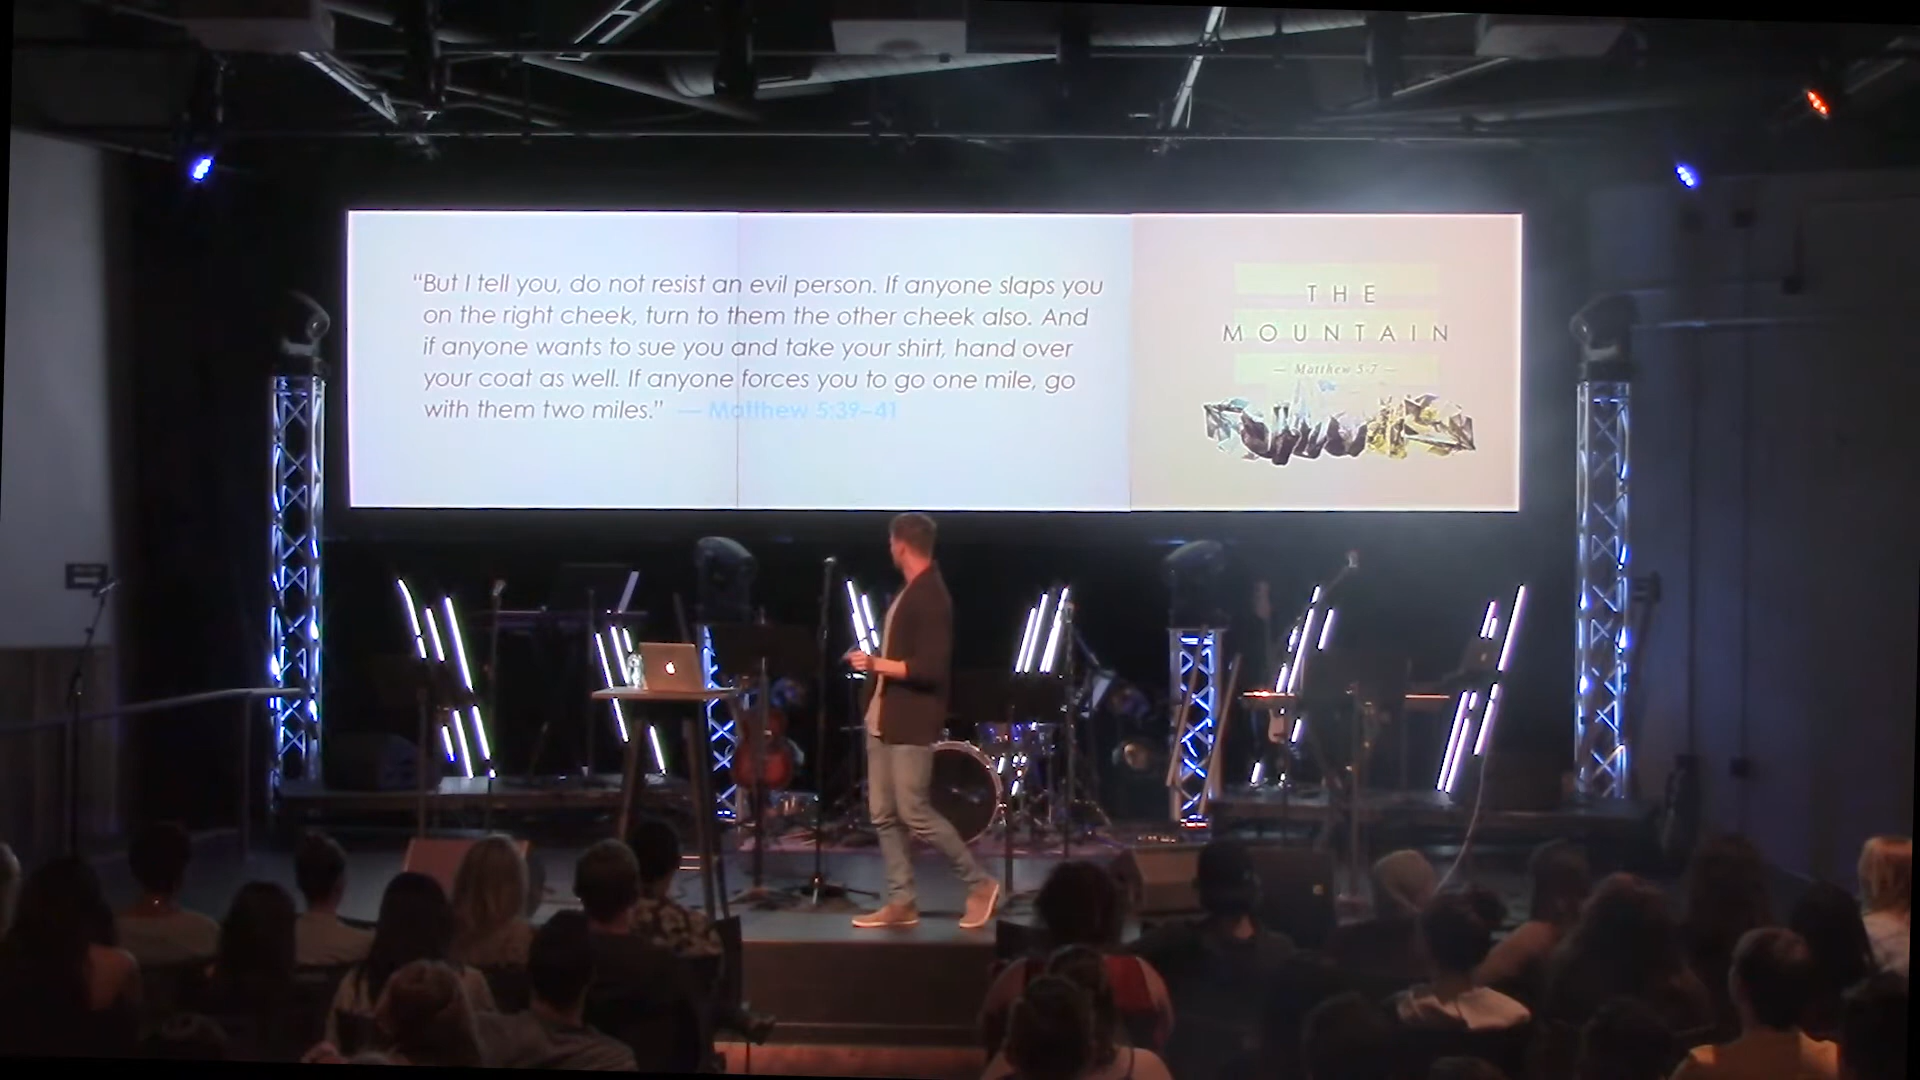 “But I tell you, do not resist an evil person. If anyone slaps you
on the right cheek, turn to them the other cheek also. And
if anyone wants to sue you and take your shirt, hand over
your coat as well. If anyone forces you to go one mile, go
with them two miles.” — Matthew 5:39–41
THE
MOUNTAIN
— Matthew 5-7 —